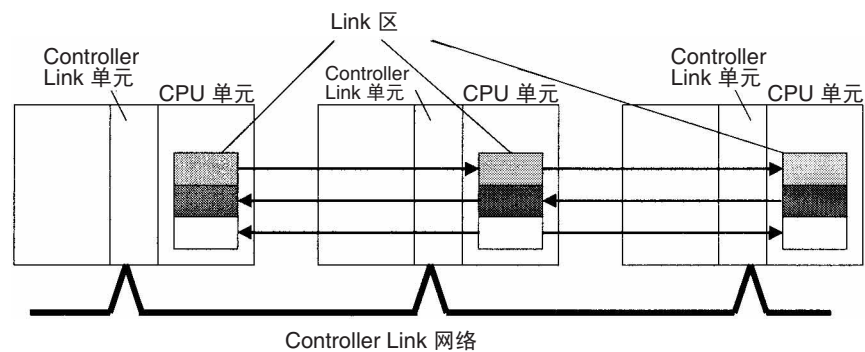 Link 区
Controller
Link 单元
CPU 单元
Controller
Link 单元
CPU 单元
Controller
Link 单元
CPU 单元
Controller Link 网络